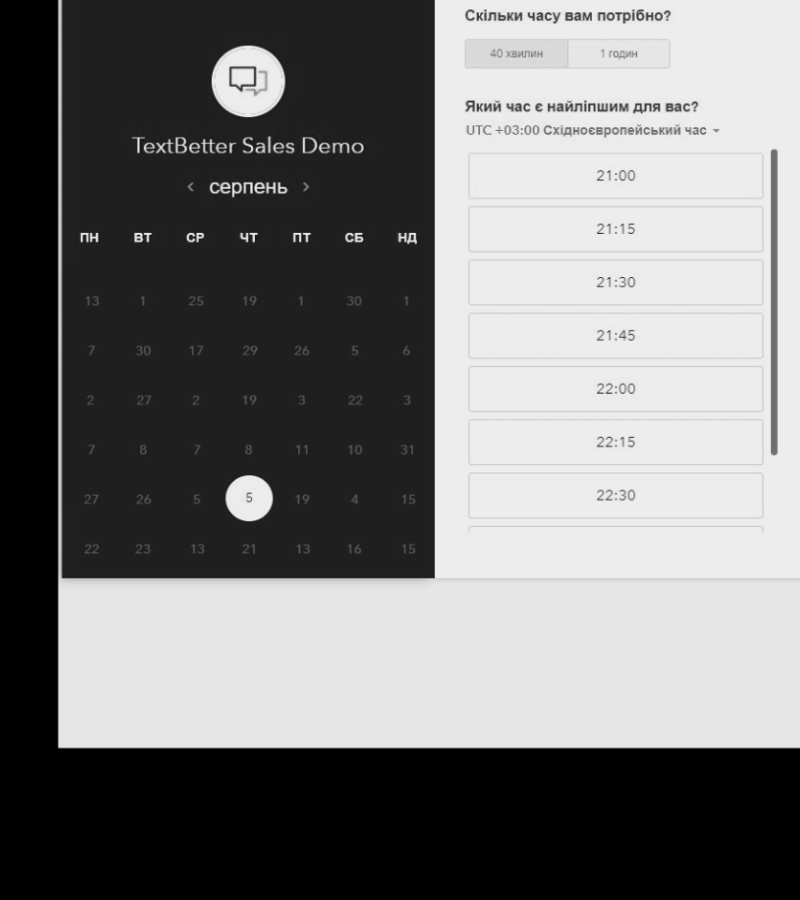 TextBetter Sales Demo
серпень
ПН ВТ СР ЧТ ПТ СБ НД
13 1 25 19 1 30 1
7 30 17 29 26 5 6
2 27 2 19 3 22 3
7 8 7 8 11 10 31
27 26 5 5 19 4 15
22 23 13 21 13 16 15
Скільки часу вам потрібно?
40 хвилин 1 годин
Який час є найліпшим для вас?
UTC +03:00 Східноєвропейський час
21:00
21:15
21:30
21:45
22:00
22:15
22:30